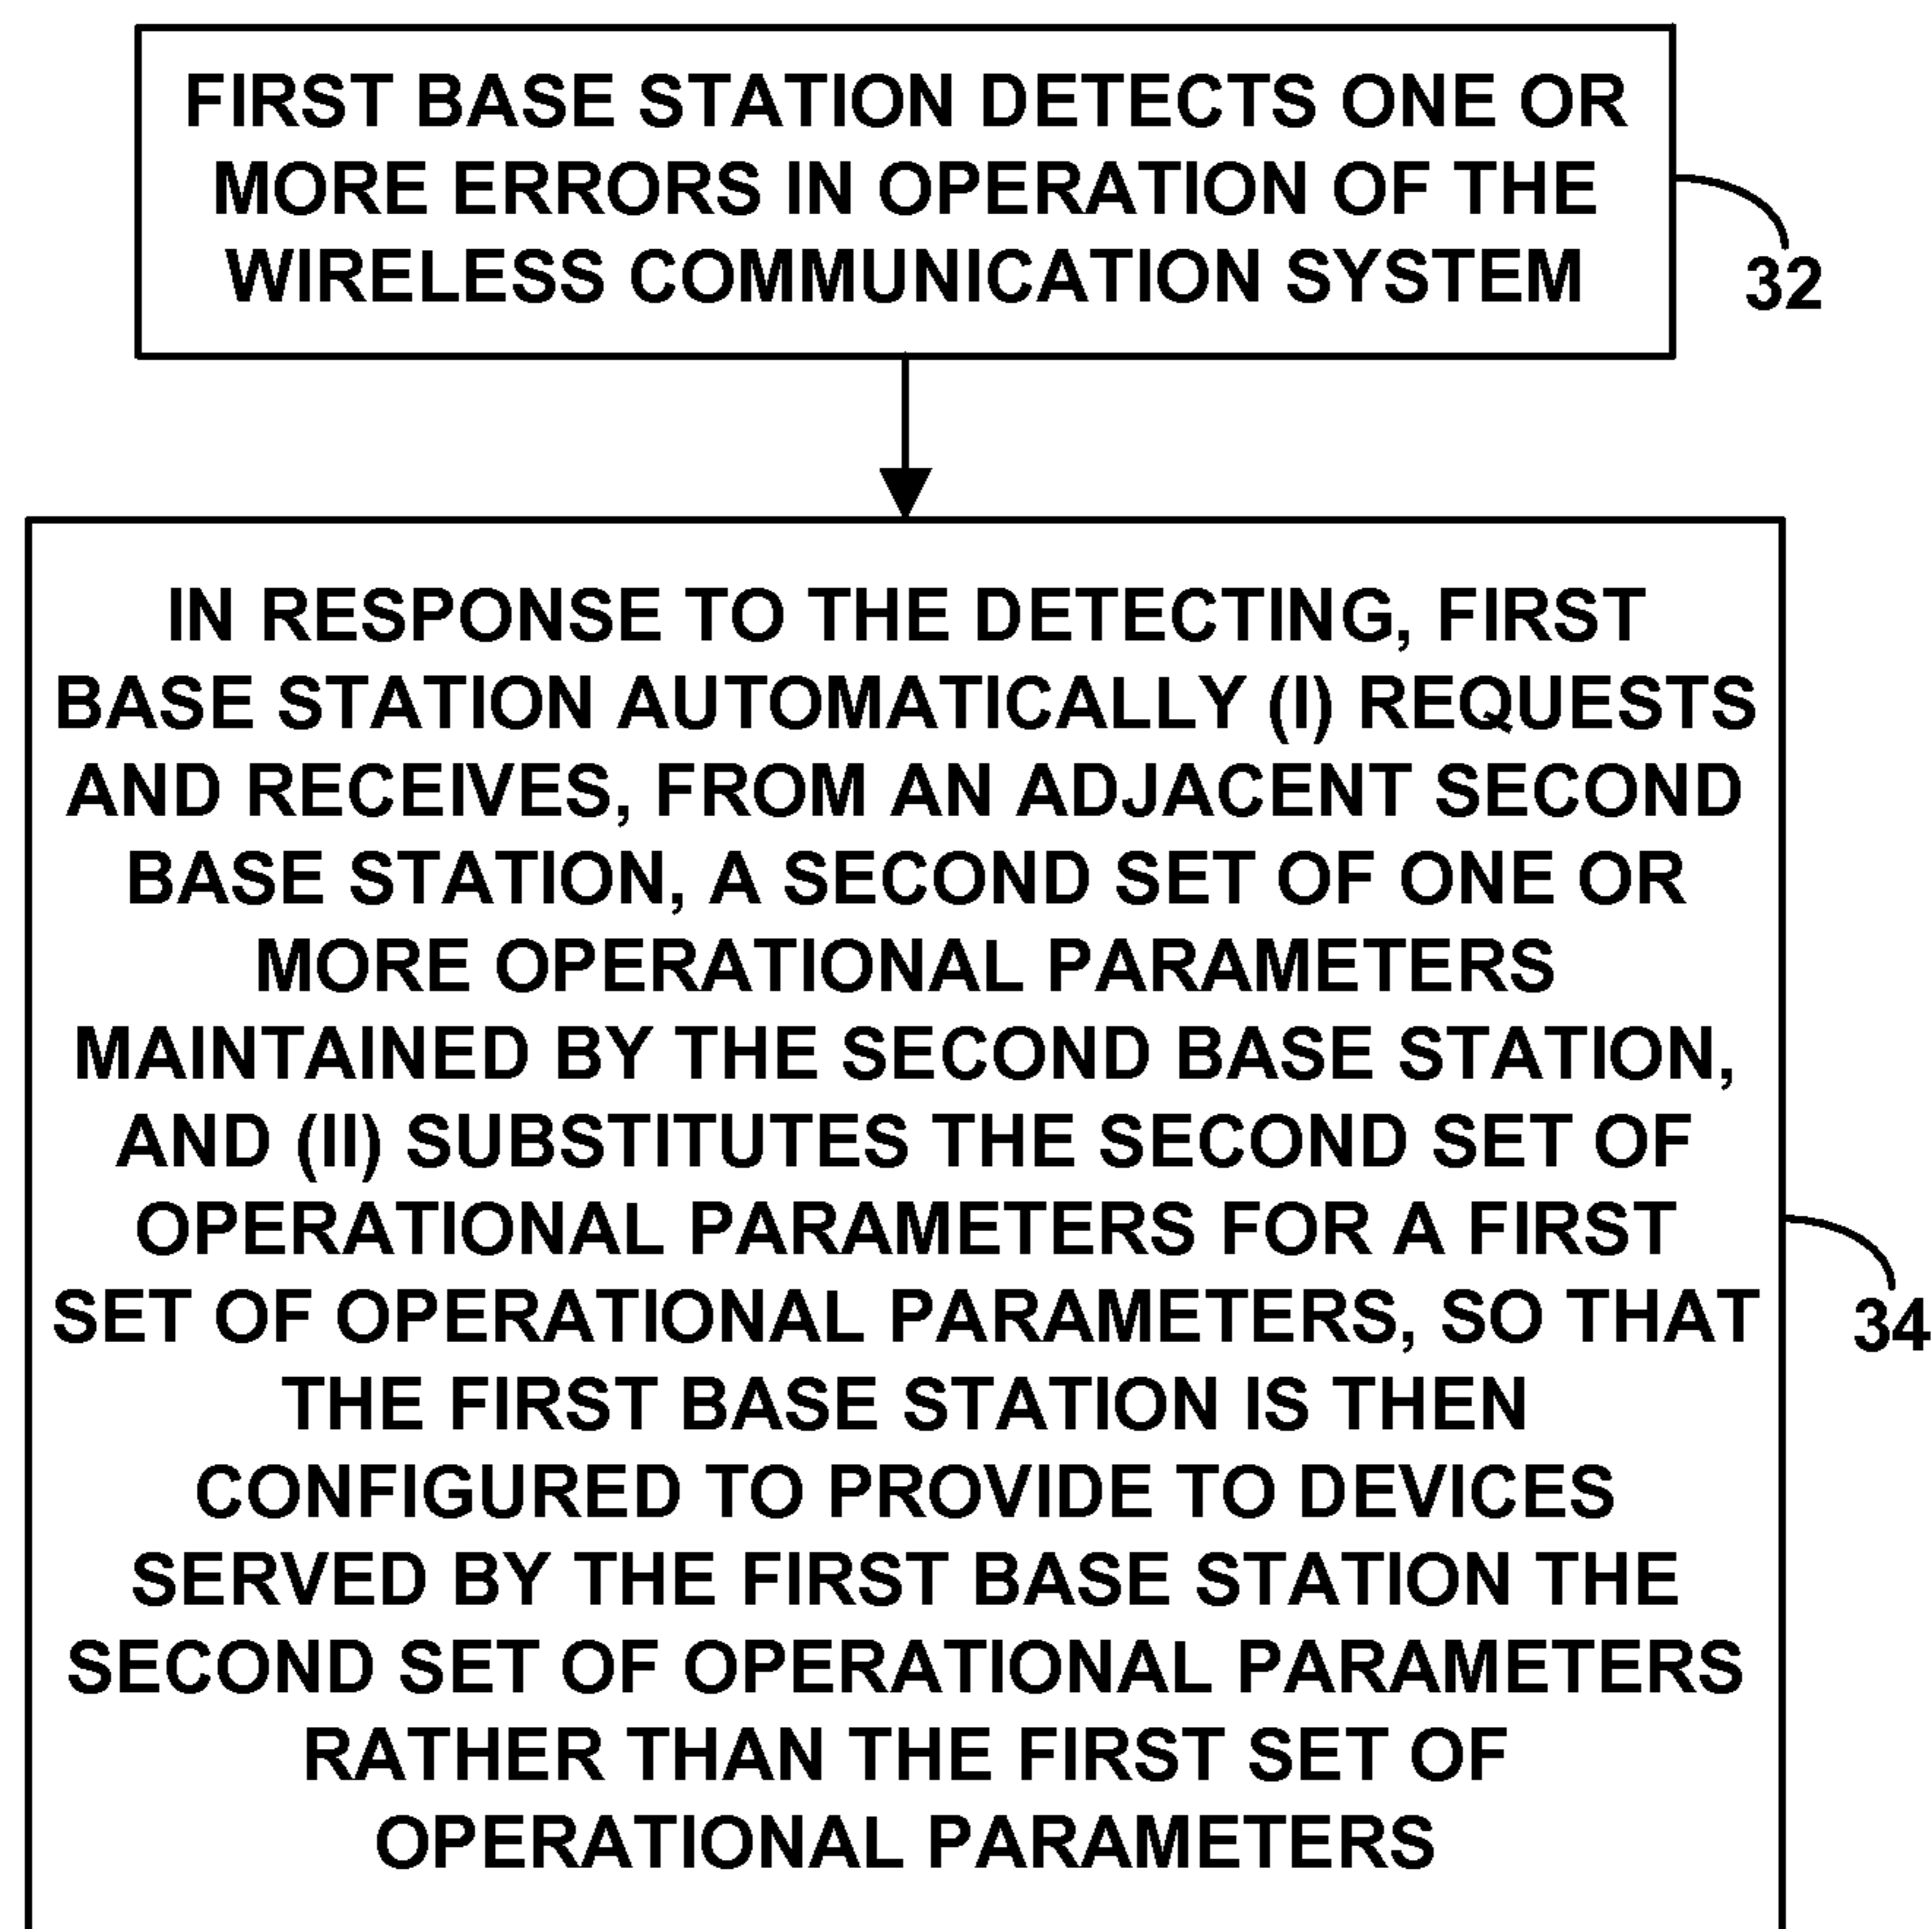 FIRST BASE STATION DETECTS ONE OR
MORE ERRORS IN OPERATION OF THE
WIRELESS COMMUNICATION SYSTEM
32
IN RESPONSE TO THE DETECTING, FIRST
BASE STATION AUTOMATICALLY (I) REQUESTS
AND RECEIVES, FROM AN ADJACENT SECOND
BASE STATION, A SECOND SET OF ONE OR
MORE OPERATIONAL PARAMETERS
MAINTAINED BY THE SECOND BASE STATION,
AND (II) SUBSTITUTES THE SECOND SET OF
OPERATIONAL PARAMETERS FOR A FIRST
SET OF OPERATIONAL PARAMETERS, SO THAT
THE FIRST BASE STATION IS THEN
CONFIGURED TO PROVIDE TO DEVICES
SERVED BY THE FIRST BASE STATION THE
SECOND SET OF OPERATIONAL PARAMETERS
RATHER THAN THE FIRST SET OF
OPERATIONAL PARAMETERS
34